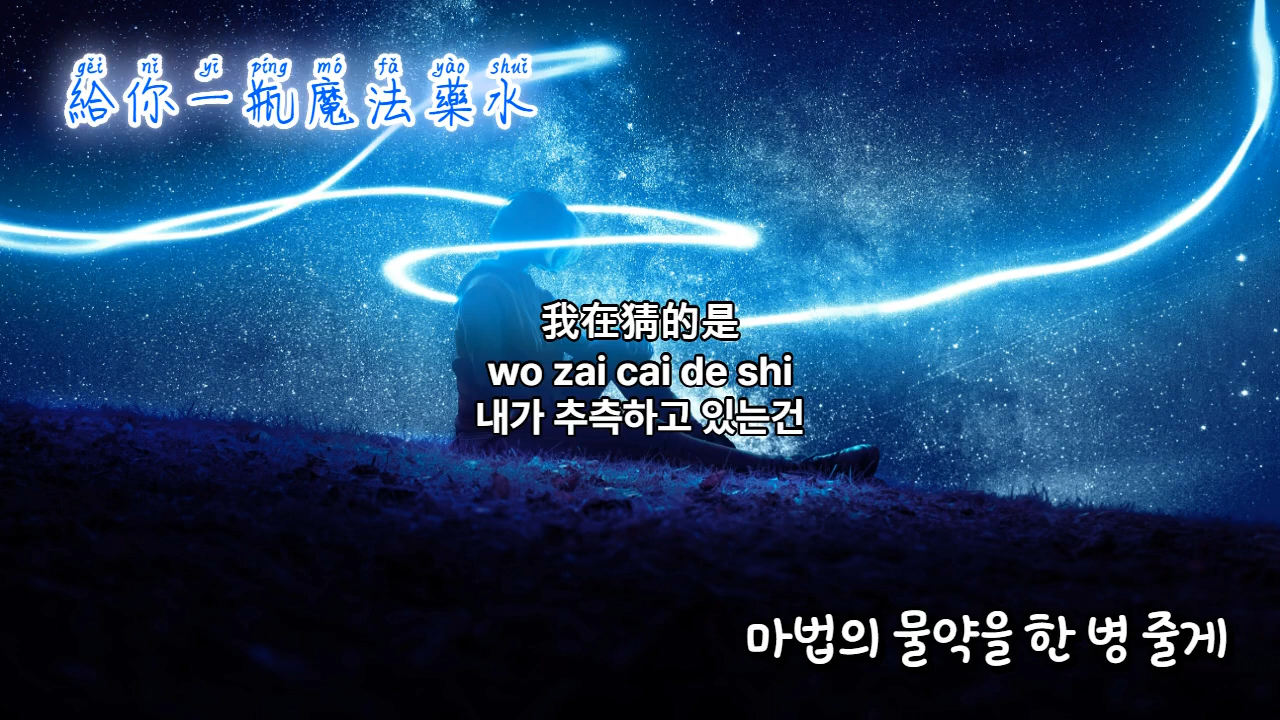 gěi nǐ yī píng mó fǎ yào shuǐ
給你一瓶魔法藥水
我在猜的是
wo zai cai de shi
내가 추측하고 있는건
마법의 물약을 한 병 줄게